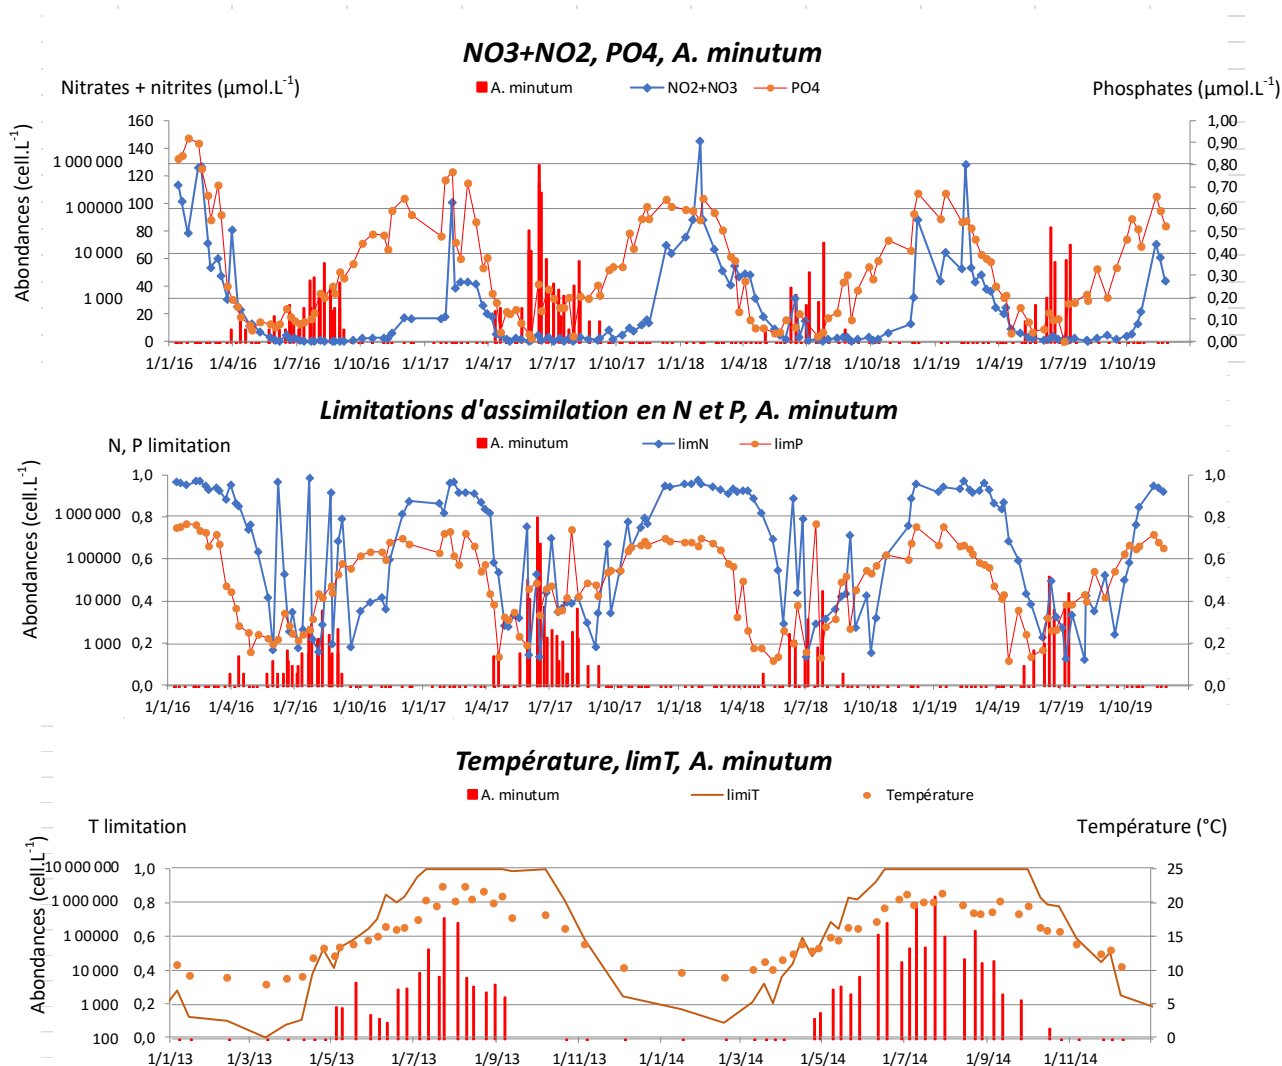 NO3+NO2, PO4, A. minutum
Nitrates + nitrites (µmol.L-1)
A. minutum
NO2+NO3
PO4
Phosphates (µmol.L-1)
Abondances (cell.L-1)
1 000 000
100000
10 000
1 000
160
140
120
100
80
60
40
20
0
1,00
0,90
0,80
0,70
0,60
0,50
0,40
0,30
0,20
0,10
0,00
1/1/16 1/4/16 1/7/16 1/10/16 1/1/17 1/4/17 1/7/17 1/10/17 1/1/18 1/4/18 1/7/18 1/10/18 1/1/19 1/4/19 1/7/19 1/10/19
Limitations d'assimilation en N et P, A. minutum
N, P limitation
A. minutum
limN
limP
Abondances (cell.L-1)
1 000 000
100000
10 000
1 000
1,0
0,8
0,6
0,4
0,2
0,0
1,0
0,8
0,6
0,4
0,2
0,0
1/1/16 1/4/16 1/7/16 1/10/16 1/1/17 1/4/17 1/7/17 1/10/17 1/1/18 1/4/18 1/7/18 1/10/18 1/1/19 1/4/19 1/7/19 1/10/19
Température, limT, A. minutum
A. minutum
limiT
Température
T limitation
Température (°C)
Abondances (cell.L-1)
10 000 000
1 000 000
100000
10 000
1 000
100
1,0
0,8
0,6
0,4
0,2
0,0
25
20
15
10
5
0
1/1/13 1/3/13 1/5/13 1/7/13 1/9/13 1/11/13 1/1/14 1/3/14 1/5/14 1/7/14 1/9/14 1/11/14